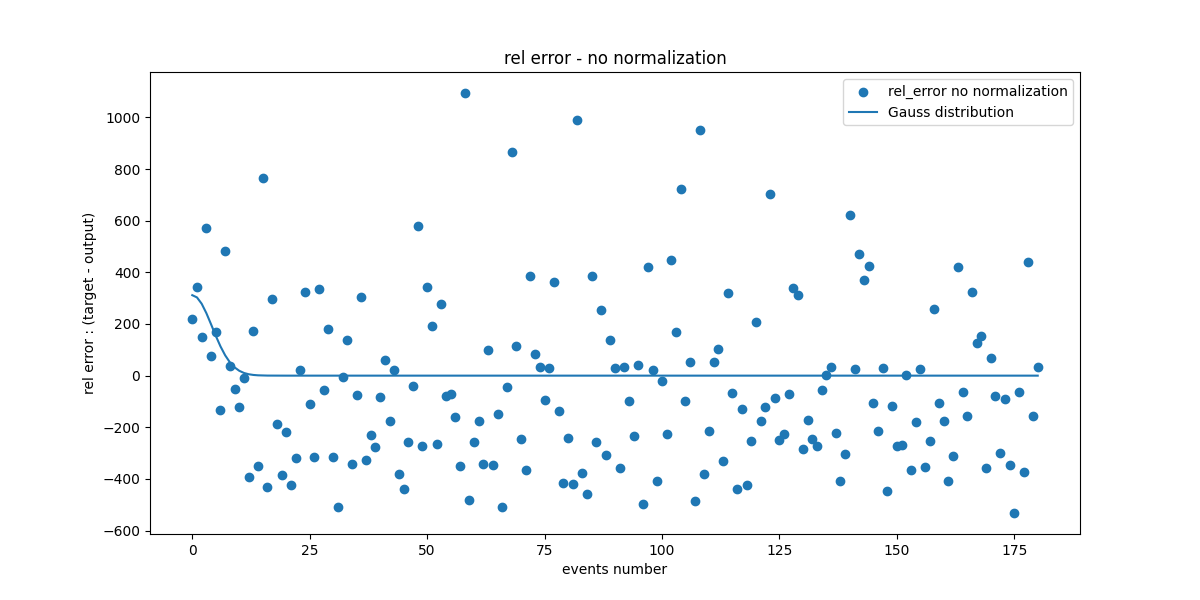 rel error - no normalization
rel_error no normalization
Gauss distribution
1000
800
600
400
200
0
−200
−400
−600
rel error : (target - output)
0 25 50 75 100 125 150 175
events number